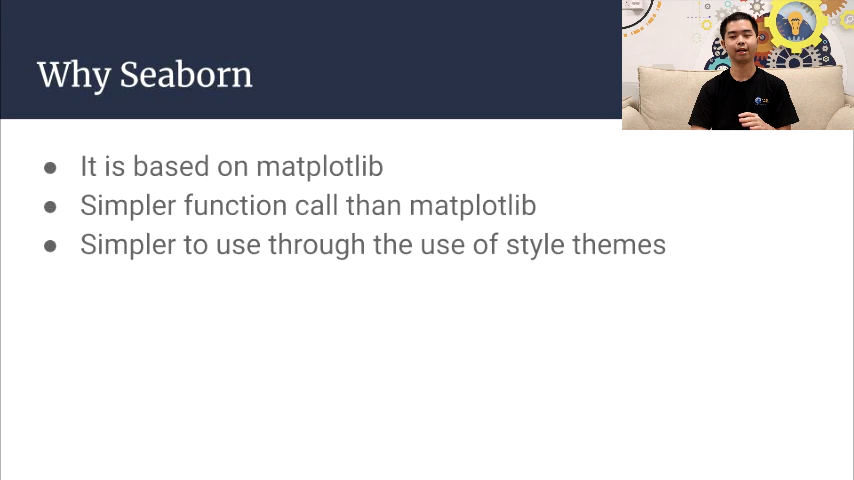 Why Seaborn
● It is based on matplotlib
● Simpler function call than matplotlib
● Simpler to use through the use of style themes